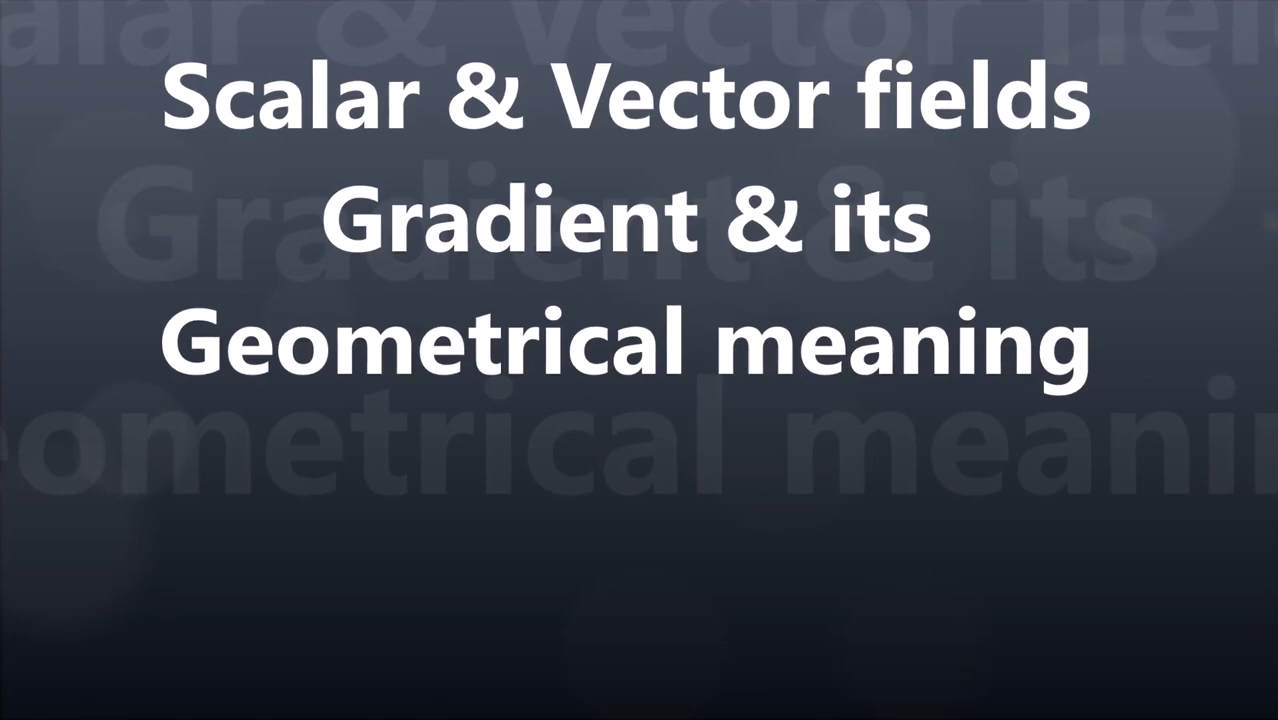 Scalar & Vector fields
Gradient & its
Geometrical meaning